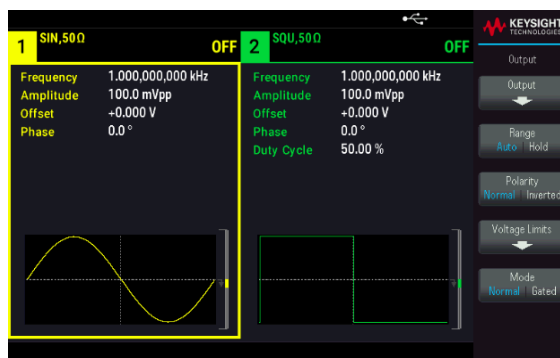 1 SIN,50Ω OFF
Frequency 1.000,000,000 kHz
Amplitude 100.0 mVpp
Offset +0.000 V
Phase 0.0 °
2 SQU,50Ω OFF
Frequency 1.000,000,000 kHz
Amplitude 100.0 mVpp
Offset +0.000 V
Phase 0.0 °
Duty Cycle 50.00 %
KEYSIGHT
TECHNOLOGIES
Output
Output
Range
Auto Hold
Polarity
Normal Inverted
Voltage Limits
Mode
Normal Gated